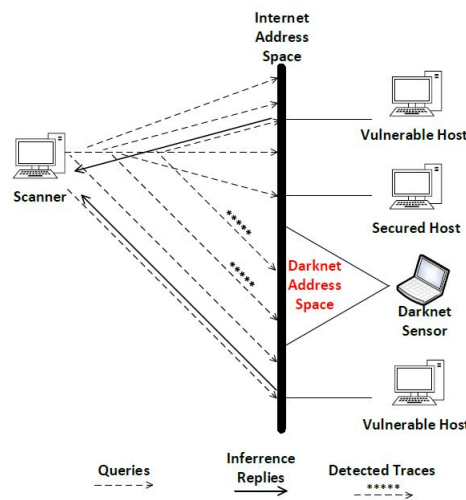 Internet
Address
Space
Vulnerable Host
Scanner
Secured Host
*****
*****
Darknet
Address
Space
Darknet
Sensor
Vulnerable Host
Queries
Inferrence
Replies
Detected Traces
*****